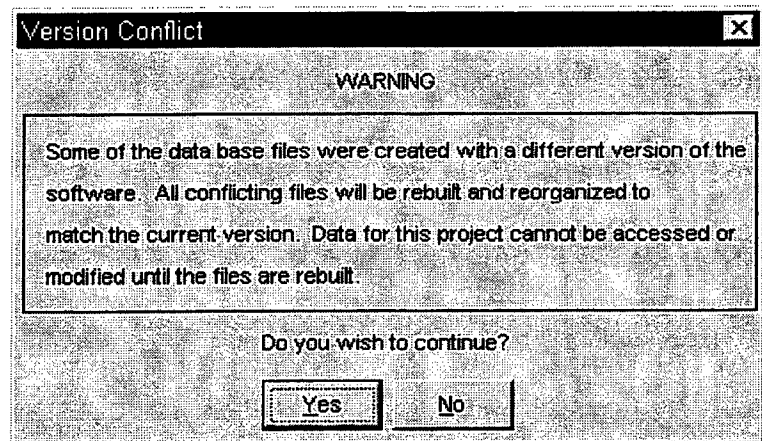 Version Conflict
WARNING
Some of the data base files were created with a different version of the
software. All conflicting files will be rebuilt and reorganized to
match the current version. Data for this project cannot be accessed or
modified until the files are rebuilt.
Do you wish to continue?
Yes No